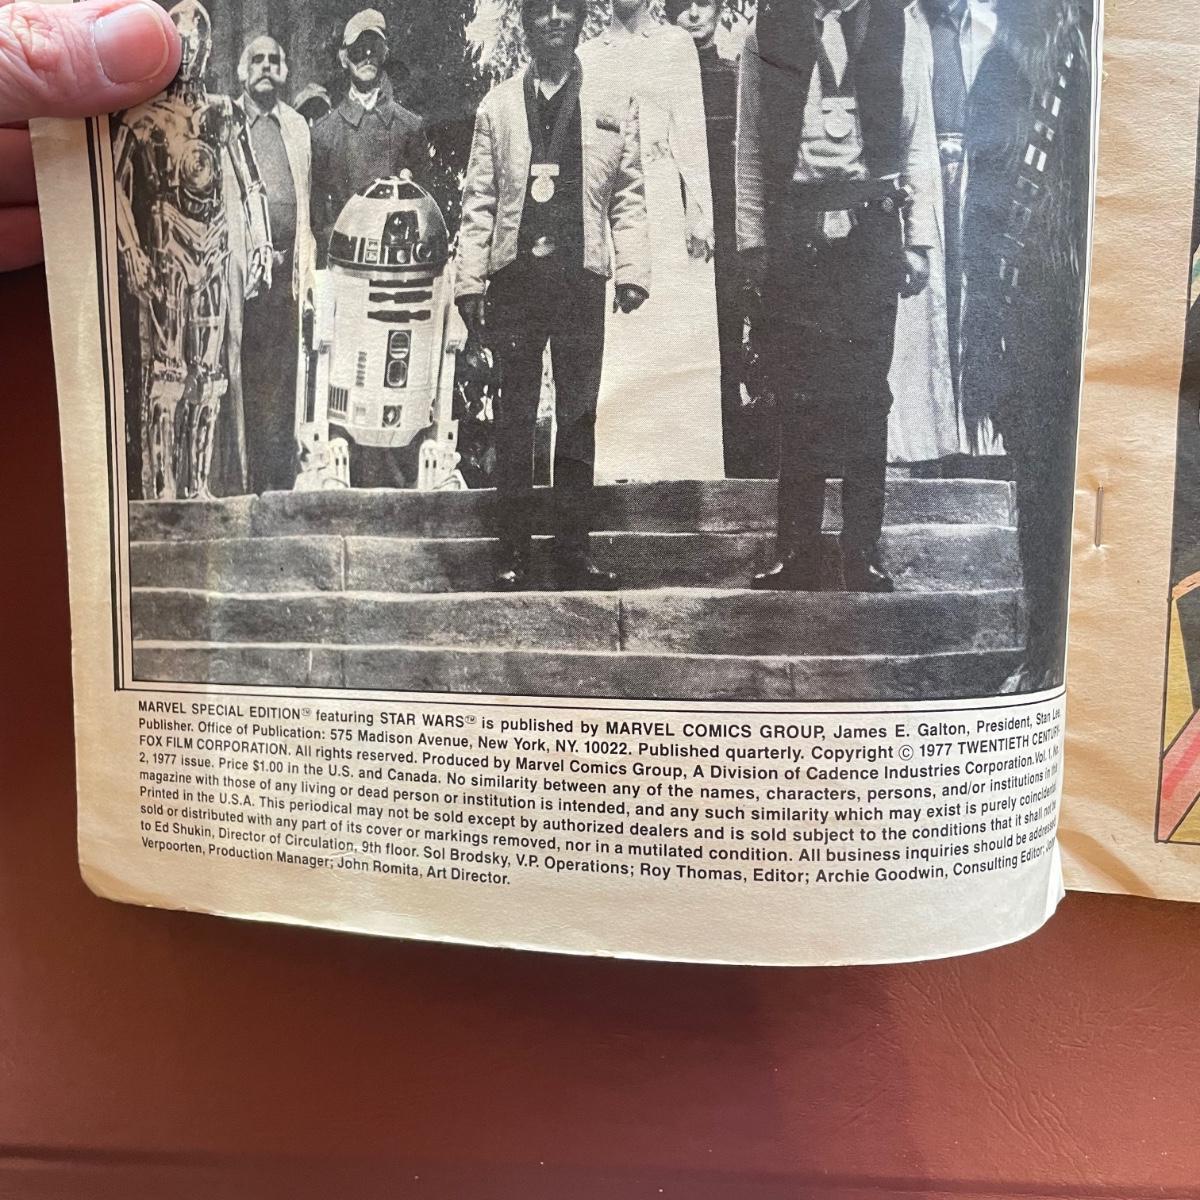 MARVEL SPECIAL EDITION™ featuring STAR WARS™ is published by MARVEL COMICS GROUP, James E. Galton, President, Stan Lee,
Publisher. Office of Publication: 575 Madison Avenue, New York, NY. 10022. Published quarterly. Copyright © 1977 TWENTIETH CENTURY-
FOX FILM CORPORATION. All rights reserved. Produced by Marvel Comics Group, A Division of Cadence Industries Corporation. Vol. 1, No.
2, 1977 issue. Price $1.00 in the U.S. and Canada. No similarity between any of the names, characters, persons, and/or institutions in this
magazine with those of any living or dead person or institution is intended, and any such similarity which may exist is purely coincidental.
Printed in the U.S.A. This periodical may not be sold except by authorized dealers and is sold subject to the conditions that it shall not be
sold or distributed with any part of its cover or markings removed, nor in a mutilated condition. All business inquiries should be addressed
to Ed Shukin, Director of Circulation, 9th floor. Sol Brodsky, V.P. Operations; Roy Thomas, Editor; Archie Goodwin, Consulting Editor;
Verpoorten, Production Manager; John Romita, Art Director.